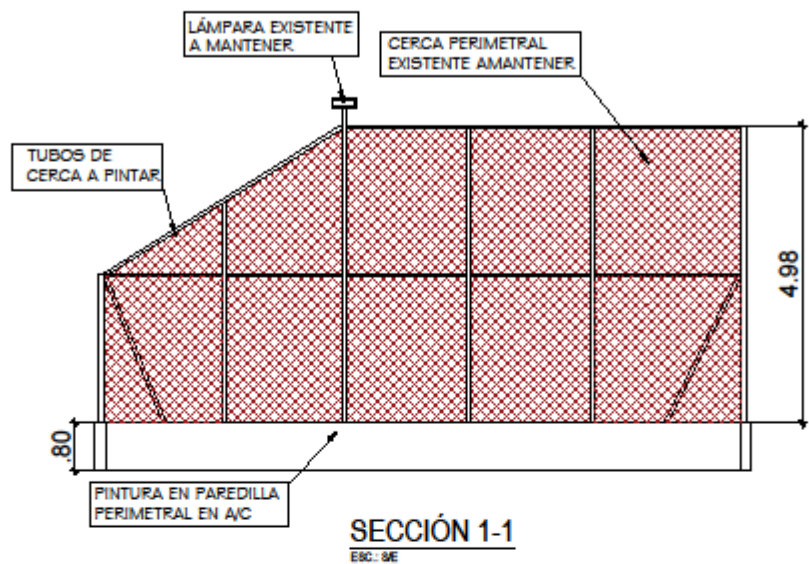 LÁMPARA EXISTENTE
A MANTENER
CERCA PERIMETRAL
EXISTENTE AMANTENER
TUBOS DE
CERCA A PINTAR
4.98
.80
PINTURA EN PAREDILLA
PERIMETRAL EN A/C
SECCIÓN 1-1
ESC.: S/E